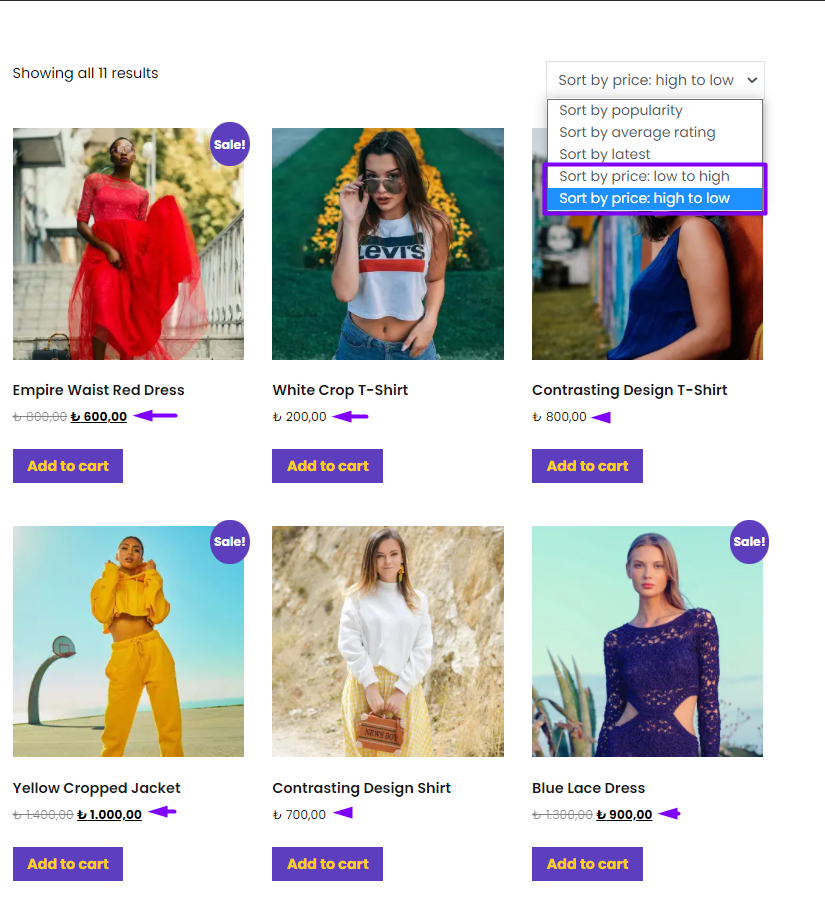 Showing all 11 results
Sort by price: high to low
Sort by popularity
Sort by average rating
Sort by latest
Sort by price: low to high
Sort by price: high to low
Sale!
LEVI'S
Empire Waist Red Dress
White Crop T-Shirt
Contrasting Design T-Shirt
₺ 800,00 ₺ 600,00
₺ 200,00
₺ 800,00
Add to cart
Add to cart
Add to cart
Sale!
Sale!
NEWS BOY
Yellow Cropped Jacket
Contrasting Design Shirt
Blue Lace Dress
₺ 1.400,00 ₺ 1.000,00
₺ 700,00
₺ 1.300,00 ₺ 900,00
Add to cart
Add to cart
Add to cart